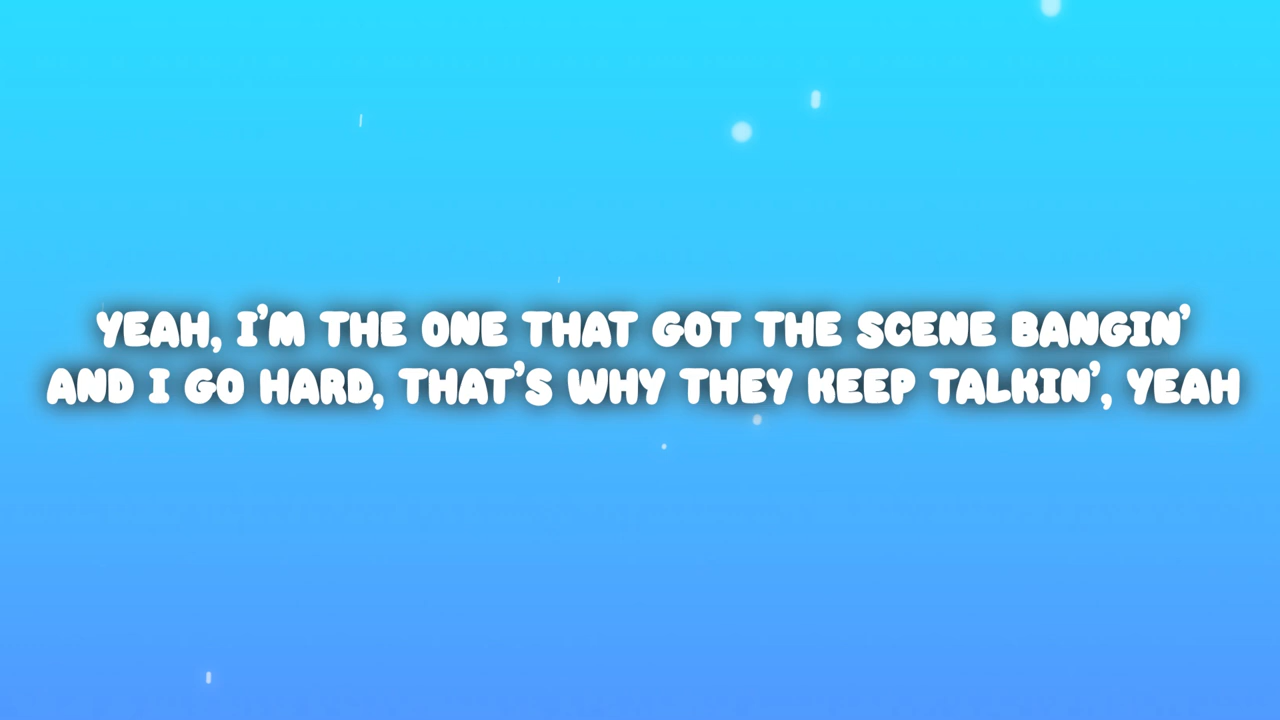 YEAH, I'M THE ONE THAT GOT THE SCENE BANGIN'
AND I GO HARD, THAT'S WHY THEY KEEP TALKIN', YEAH